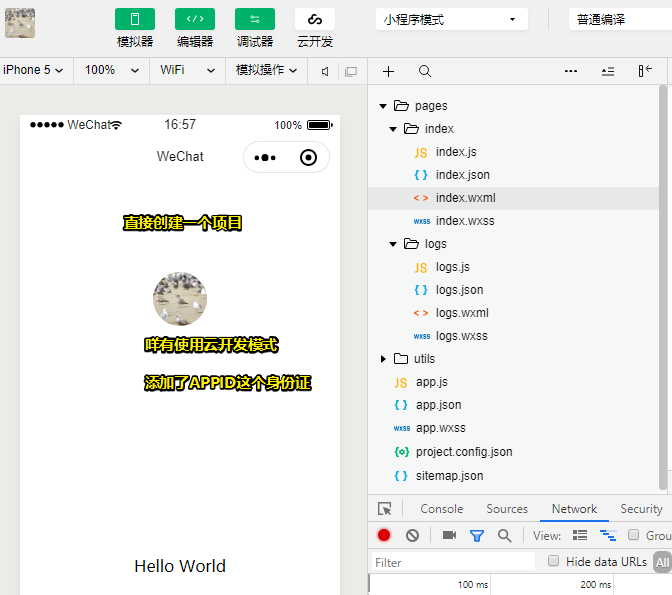 小程序模式
普通编译
模拟器
编辑器
调试器
云开发
iPhone 5
100%
WiFi
模拟操作
WeChat
16:57
100%
WeChat
直接创建一个项目
咩有使用云开发模式
添加了APPID这个身份证
Hello World
pages
index
JS index.js
{ } index.json
< > index.wxml
wxss index.wxss
logs
JS logs.js
{ } logs.json
< > logs.wxml
wxss logs.wxss
utils
JS app.js
{ } app.json
wxss app.wxss
{o} project.config.json
{ } sitemap.json
Console
Sources
Network
Security
View:
Grou
Filter
Hide data URLs
All
100 ms
200 ms